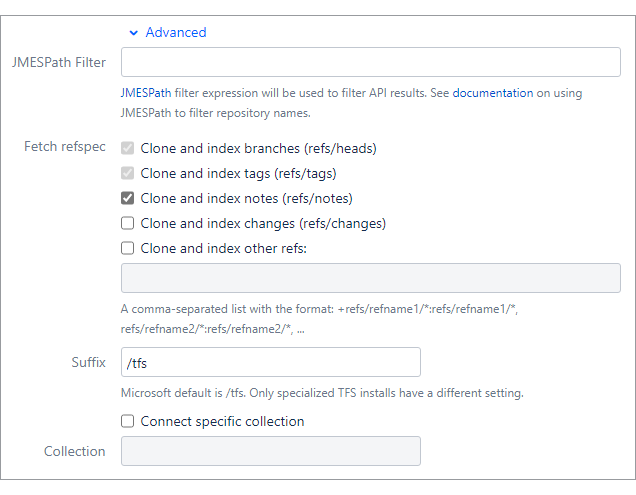 Advanced
JMESPath Filter
JMESPath filter expression will be used to filter API results. See documentation on using
JMESPath to filter repository names.
Fetch refspec
Clone and index branches (refs/heads)
Clone and index tags (refs/tags)
Clone and index notes (refs/notes)
Clone and index changes (refs/changes)
Clone and index other refs:
A comma-separated list with the format: +refs/refname1/*:refs/refname1/*,
refs/refname2/*:refs/refname2/*, ...
Suffix
/tfs
Microsoft default is /tfs. Only specialized TFS installs have a different setting.
Connect specific collection
Collection